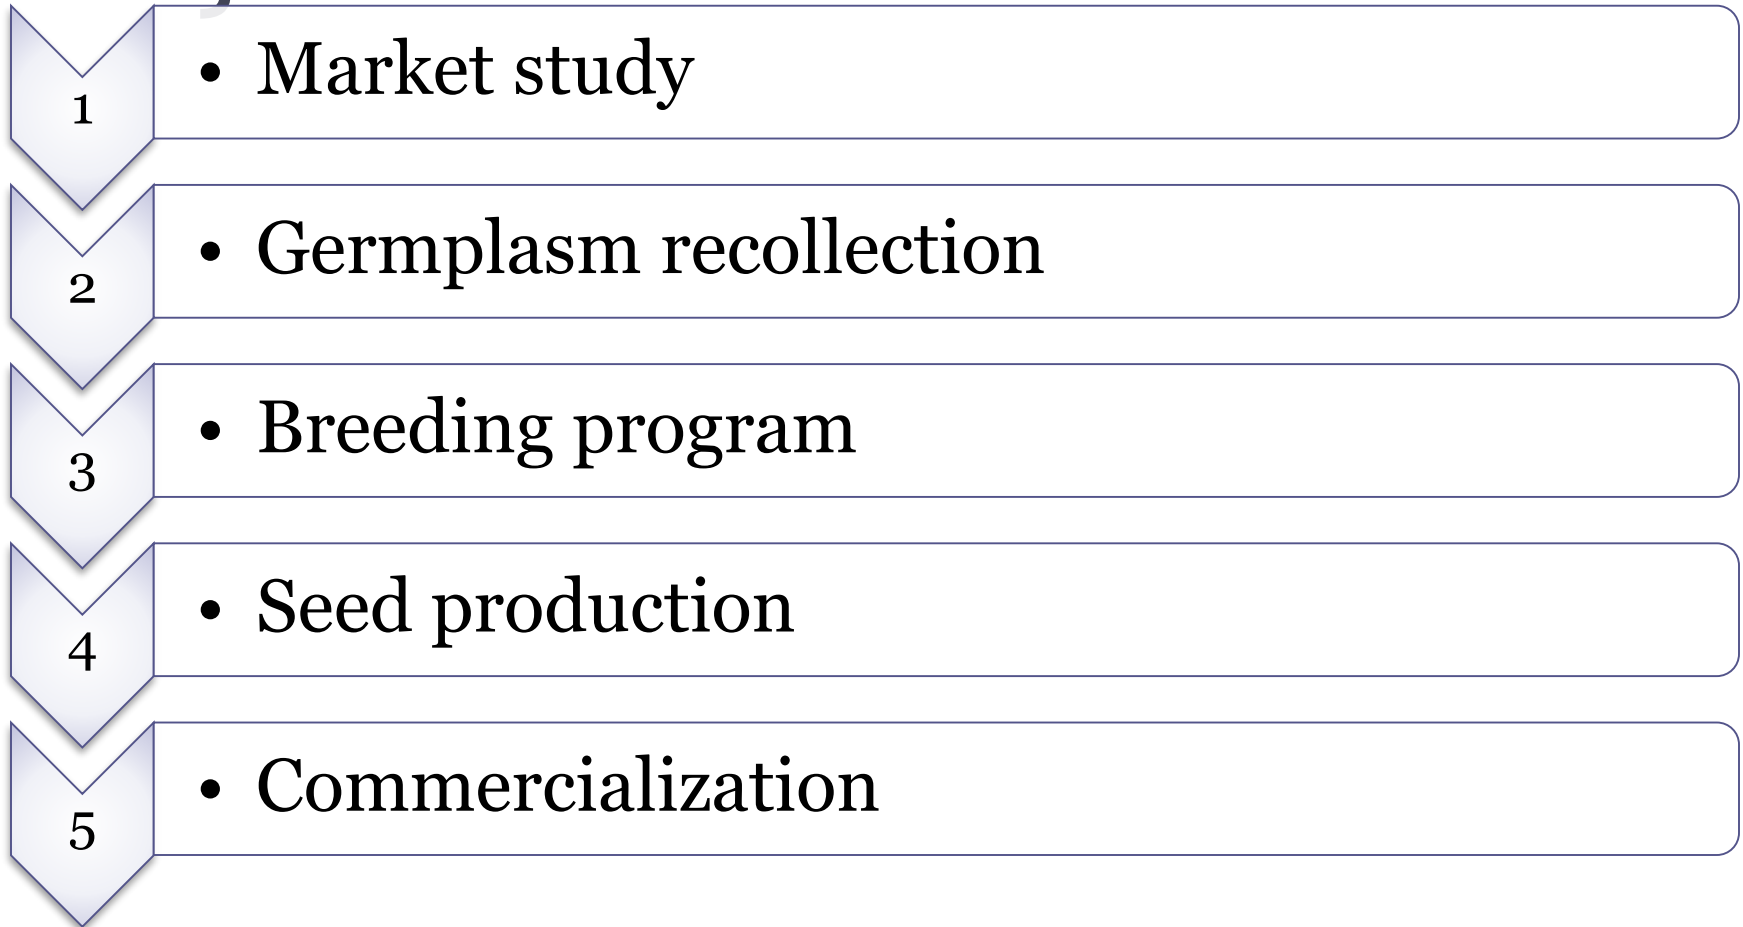 1
• Market study
2
• Germplasm recollection
3
• Breeding program
4
• Seed production
5
• Commercialization